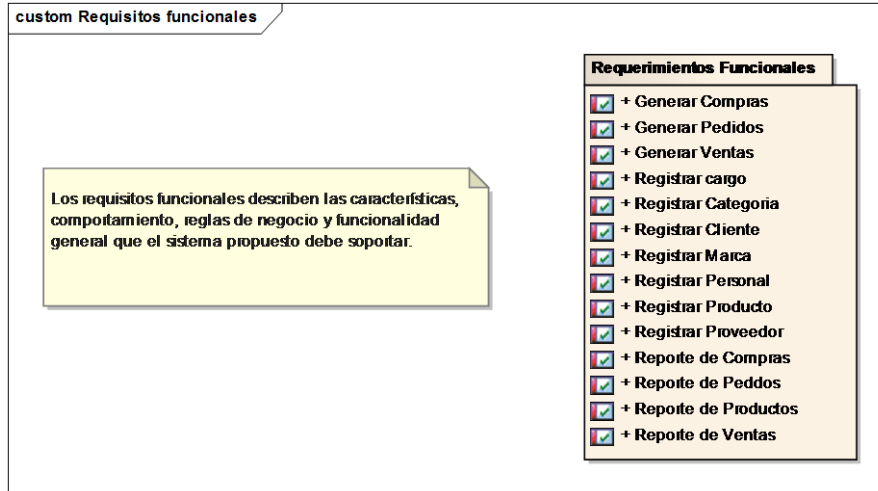 custom Requisitos funcionales
Los requisitos funcionales describen las características,
comportamiento, reglas de negocio y funcionalidad
general que el sistema propuesto debe soportar.
Requerimientos Funcionales
+ Generar Compras
+ Generar Pedidos
+ Generar Ventas
+ Registrar cargo
+ Registrar Categoria
+ Registrar Cliente
+ Registrar Marca
+ Registrar Personal
+ Registrar Producto
+ Registrar Proveedor
+ Reporte de Compras
+ Reporte de Peddos
+ Reporte de Productos
+ Reporte de Ventas